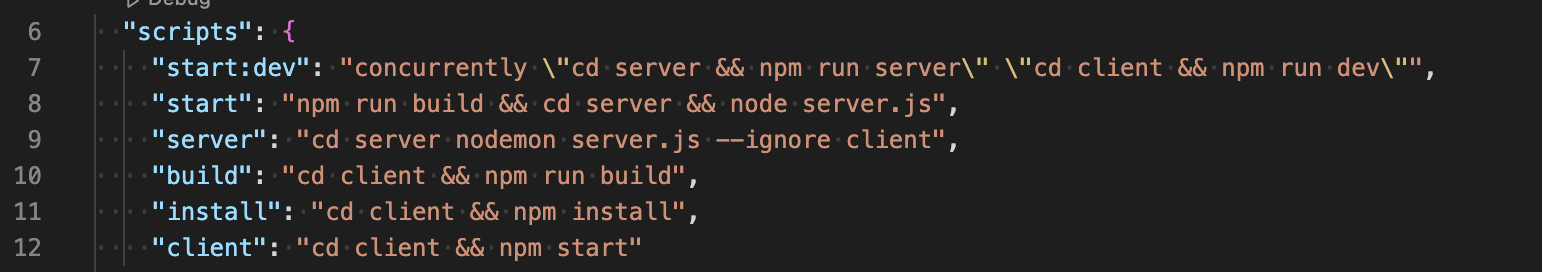 Debug
6 "scripts": {
7 "start:dev": "concurrently \"cd server && npm run server\" \"cd client && npm run dev\"",
8 "start": "npm run build && cd server && node server.js",
9 "server": "cd server nodemon server.js --ignore client",
10 "build": "cd client && npm run build",
11 "install": "cd client && npm install",
12 "client": "cd client && npm start"